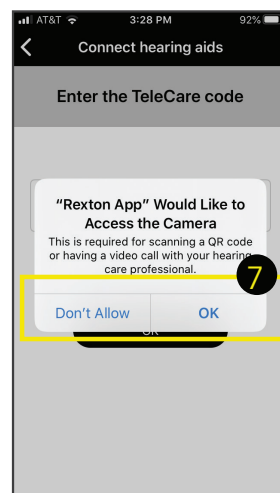 AT&T 3:28 PM 92%
Connect hearing aids
Enter the TeleCare code
“Rexton App” Would Like to
Access the Camera
This is required for scanning a QR code
or having a video call with your hearing
care professional.
7
Don’t Allow OK
OK